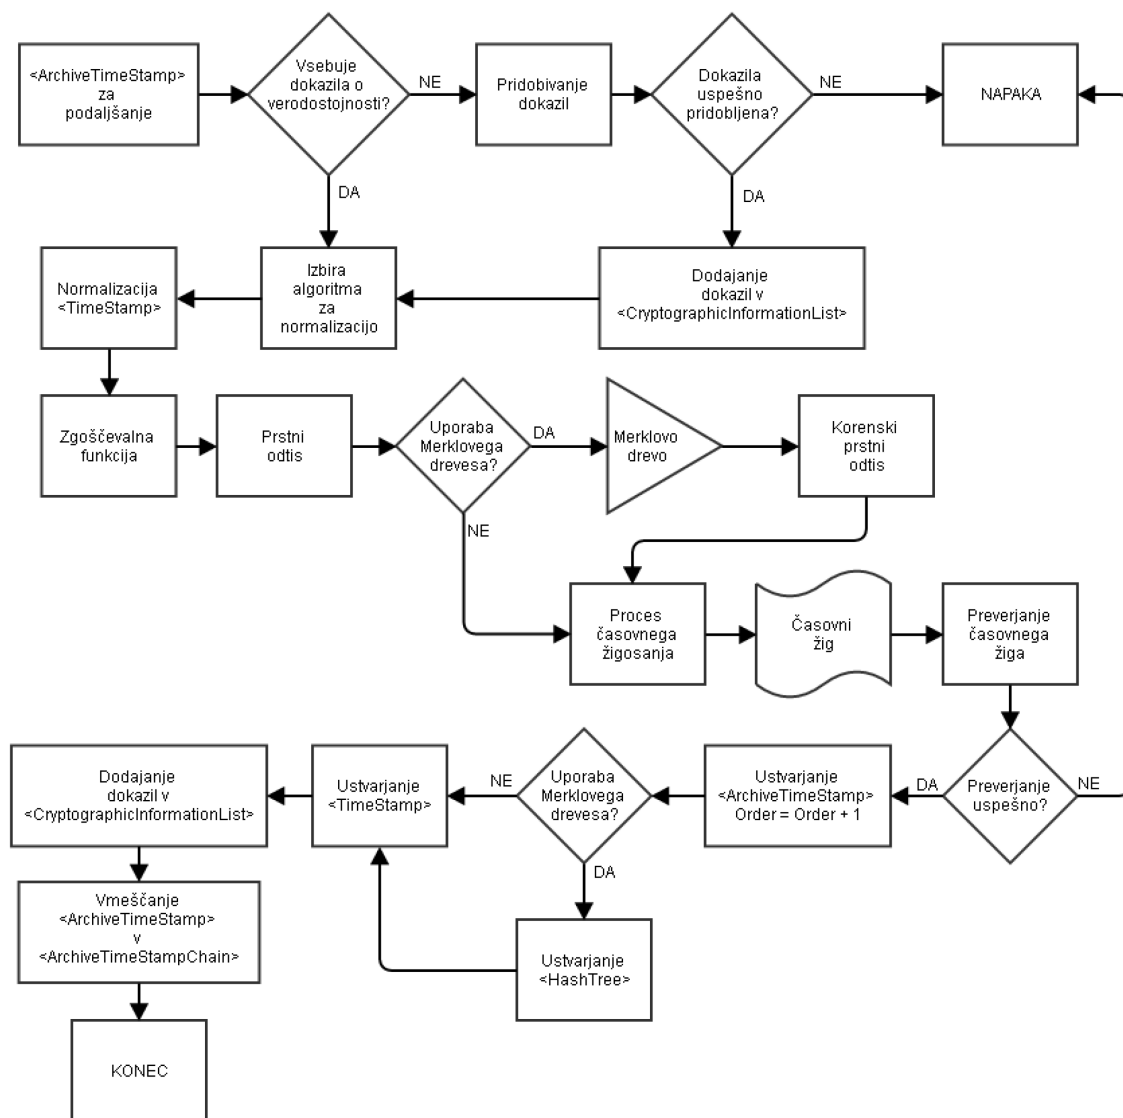 <ArchiveTimeStamp>
za
podaljšanje
Vsebuje
dokazila o
verodostojnosti?
NE
Pridobivanje
dokazil
Dokazila
uspešno
pridobljena?
NE
NAPAKA
DA
DA
Normalizacija
<TimeStamp>
Izbira
algoritma
za
normalizacijo
Dodajanje
dokazil v
<CryptographicInformationList>
Zgoščevalna
funkcija
Prstni
odtis
Uporaba
Merklovega
drevesa?
DA
Merklovo
drevo
Korenski
prstni
odtis
NE
Proces
časovnega
žigosanja
Časovni
žig
Preverjanje
časovnega
žiga
Dodajanje
dokazil v
<CryptographicInformationList>
Ustvarjanje
<TimeStamp>
NE
Uporaba
Merklovega
drevesa?
Ustvarjanje
<ArchiveTimeStamp>
Order = Order + 1
DA
Preverjanje
uspešno?
NE
DA
Vmeščanje
<ArchiveTimeStamp>
v
<ArchiveTimeStampChain>
Ustvarjanje
<HashTree>
KONEC